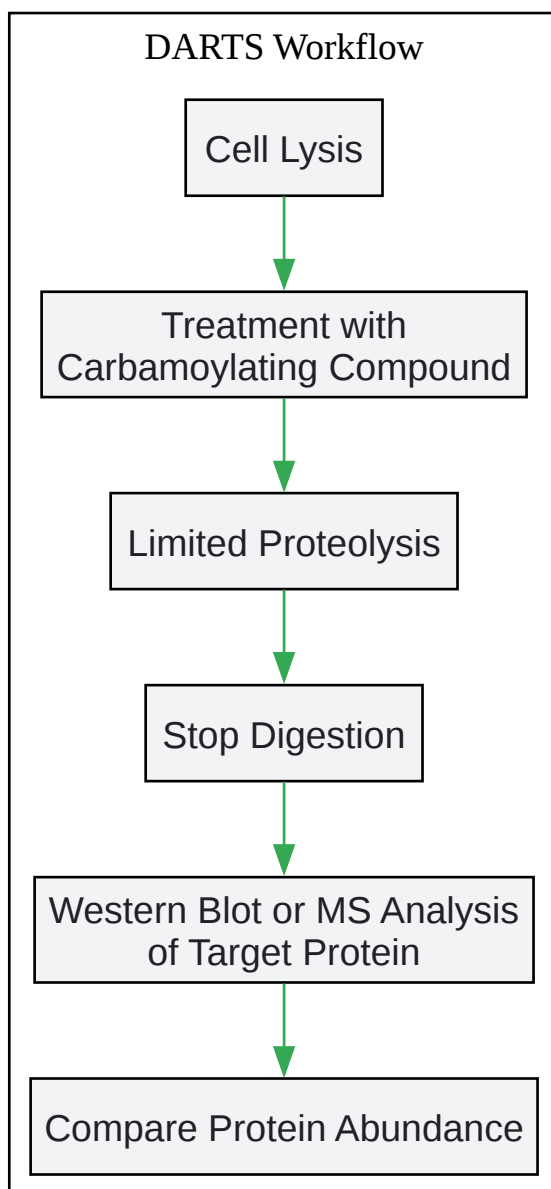 DARTS Workflow
Cell Lysis
Treatment with
Carbamoylating Compound
Limited Proteolysis
Stop Digestion
Western Blot or MS Analysis
of Target Protein
Compare Protein Abundance